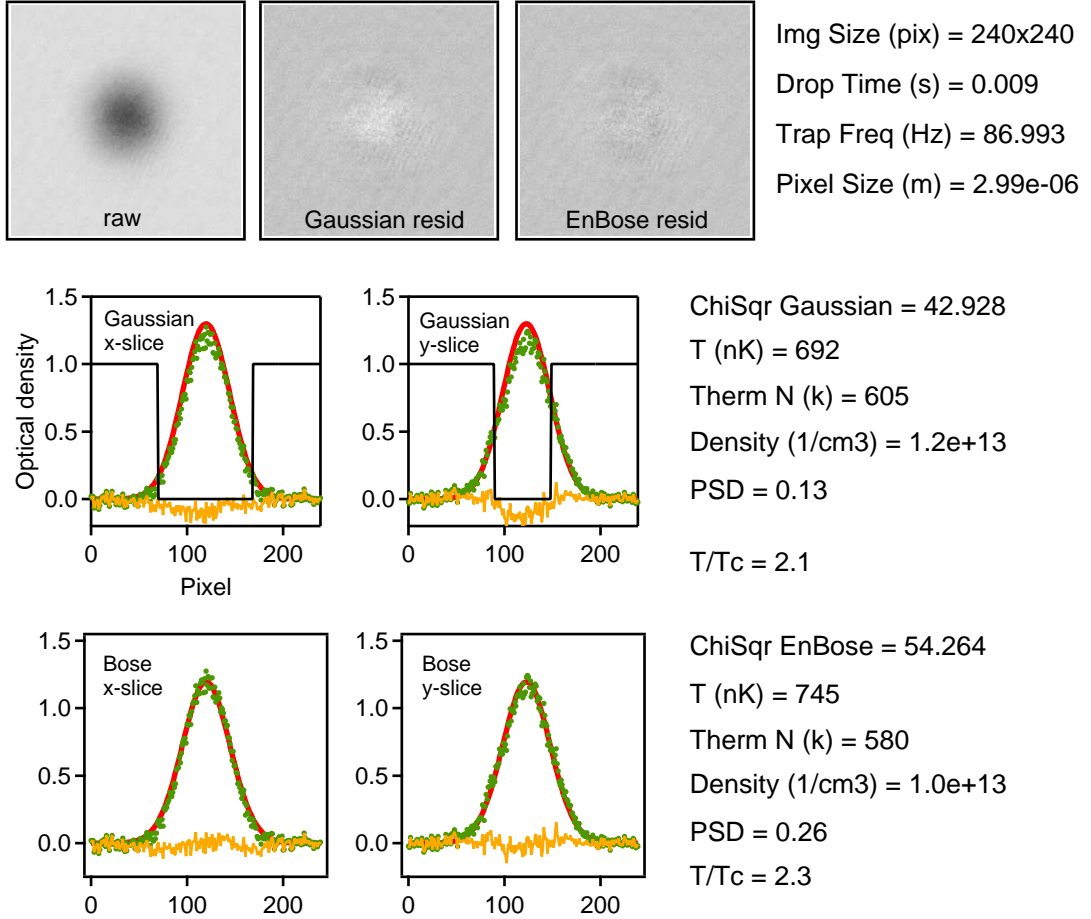 raw
Gaussian resid
EnBose resid
Img Size (pix) = 240x240
Drop Time (s) = 0.009
Trap Freq (Hz) = 86.993
Pixel Size (m) = 2.99e-06
Optical density
1.5
1.0
0.5
0.0
Gaussian
x-slice
0
100
200
Pixel
1.5
1.0
0.5
0.0
Gaussian
y-slice
0
100
200
ChiSqr Gaussian = 42.928
T (nK) = 692
Therm N (k) = 605
Density (1/cm3) = 1.2e+13
PSD = 0.13
T/Tc = 2.1
1.5
1.0
0.5
0.0
Bose
x-slice
0
100
200
1.5
1.0
0.5
0.0
Bose
y-slice
0
100
200
ChiSqr EnBose = 54.264
T (nK) = 745
Therm N (k) = 580
Density (1/cm3) = 1.0e+13
PSD = 0.26
T/Tc = 2.3